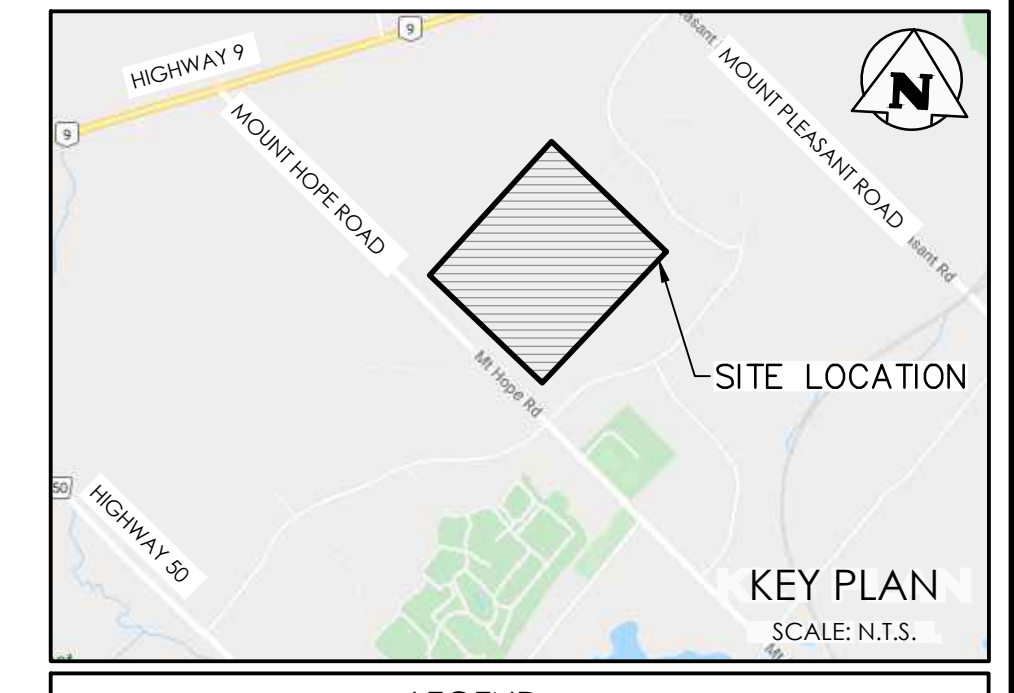 9
HIGHWAY 9
9
N
MOUNT PLEASANT ROAD
MOUNT HOPE ROAD
Mt Hope Rd
SITE LOCATION
50
HIGHWAY 50
KEY PLAN
SCALE: N.T.S.
LEGEND